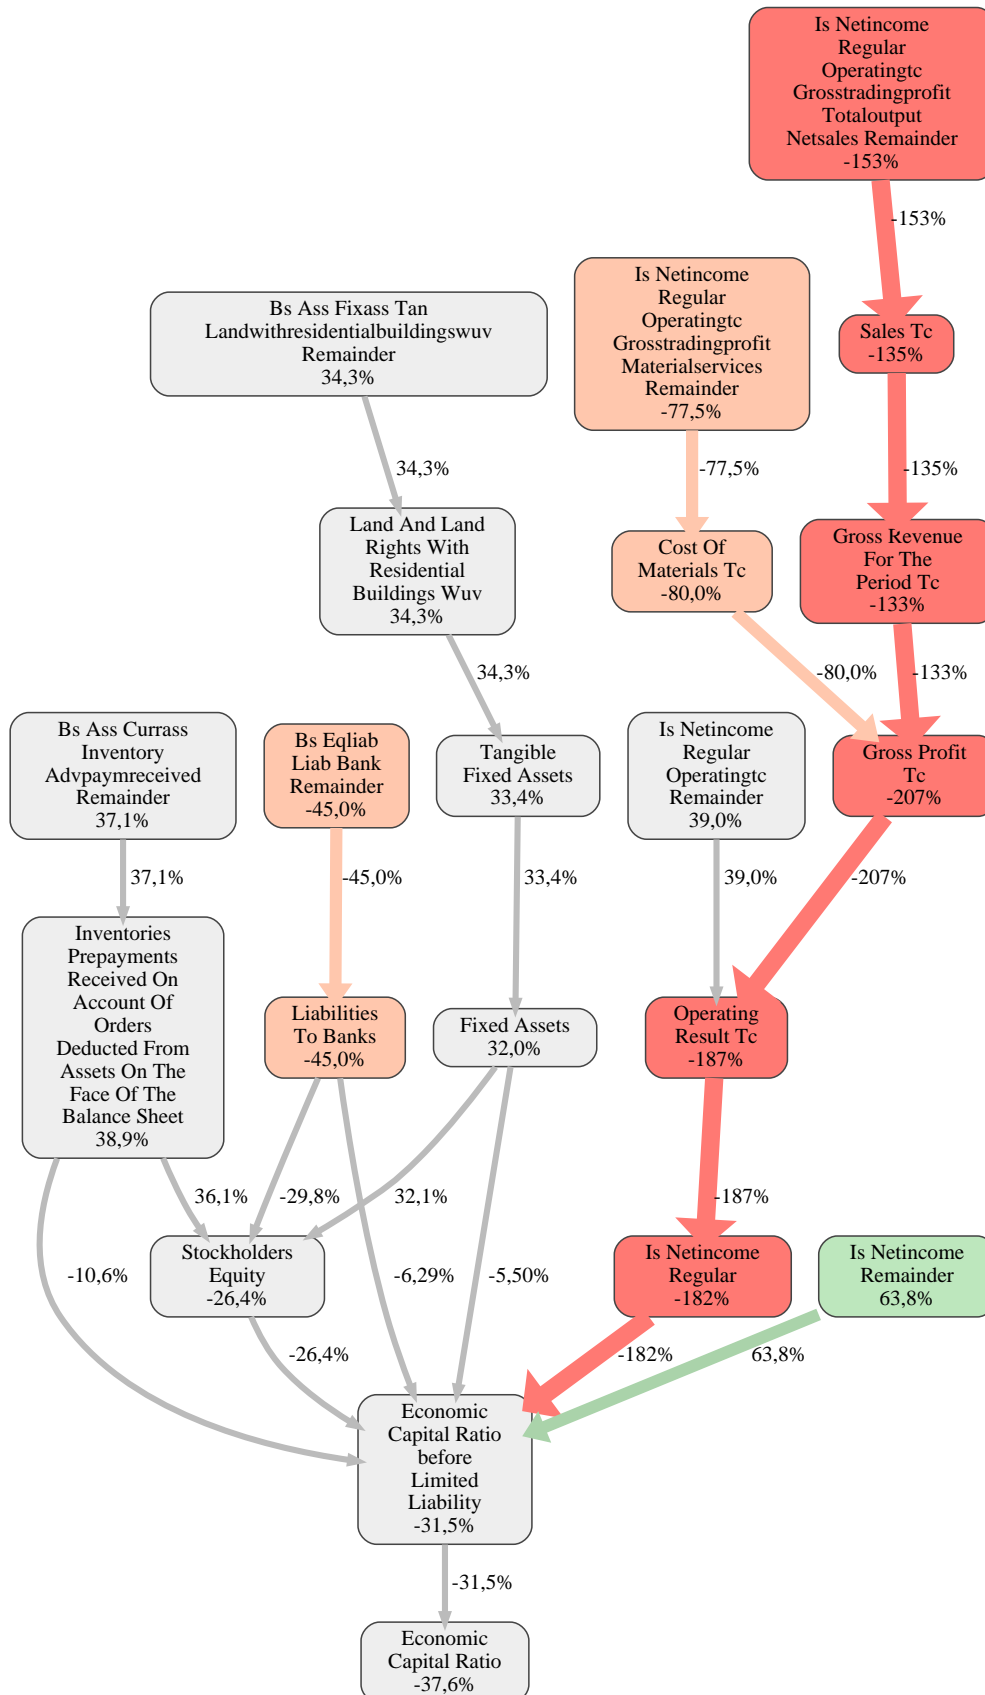 Is Netincome
Regular
Operatingtc
Grosstradingprofit
Totaloutput
Netsales Remainder
-153%
-153%
Is Netincome
Regular
Operatingtc
Grosstradingprofit
Materialservices
Remainder
-77,5%
Bs Ass Fixass Tan
Landwithresidentialbuildingswuv
Remainder
34,3%
Sales Tc
-135%
34,3%
-77,5%
-135%
Land And Land
Rights With
Residential
Buildings Wuv
34,3%
Cost Of
Materials Tc
-80,0%
Gross Revenue
For The
Period Tc
-133%
34,3%
-80,0%
-133%
Bs Ass Currass
Inventory
Advpaymreceived
Remainder
37,1%
Bs Eqliab
Liab Bank
Remainder
-45,0%
Tangible
Fixed Assets
33,4%
Is Netincome
Regular
Operatingtc
Remainder
39,0%
Gross Profit
Tc
-207%
37,1%
-45,0%
33,4%
39,0%
-207%
Inventories
Prepayments
Received On
Account Of
Orders
Deducted From
Assets On The
Face Of The
Balance Sheet
38,9%
Liabilities
To Banks
-45,0%
Fixed Assets
32,0%
Operating
Result Tc
-187%
36,1%
-29,8%
32,1%
-187%
Stockholders
Equity
-26,4%
Is Netincome
Regular
-182%
Is Netincome
Remainder
63,8%
-10,6%
-6,29%
-5,50%
-26,4%
-182%
63,8%
Economic
Capital Ratio
before
Limited
Liability
-31,5%
-31,5%
Economic
Capital Ratio
-37,6%